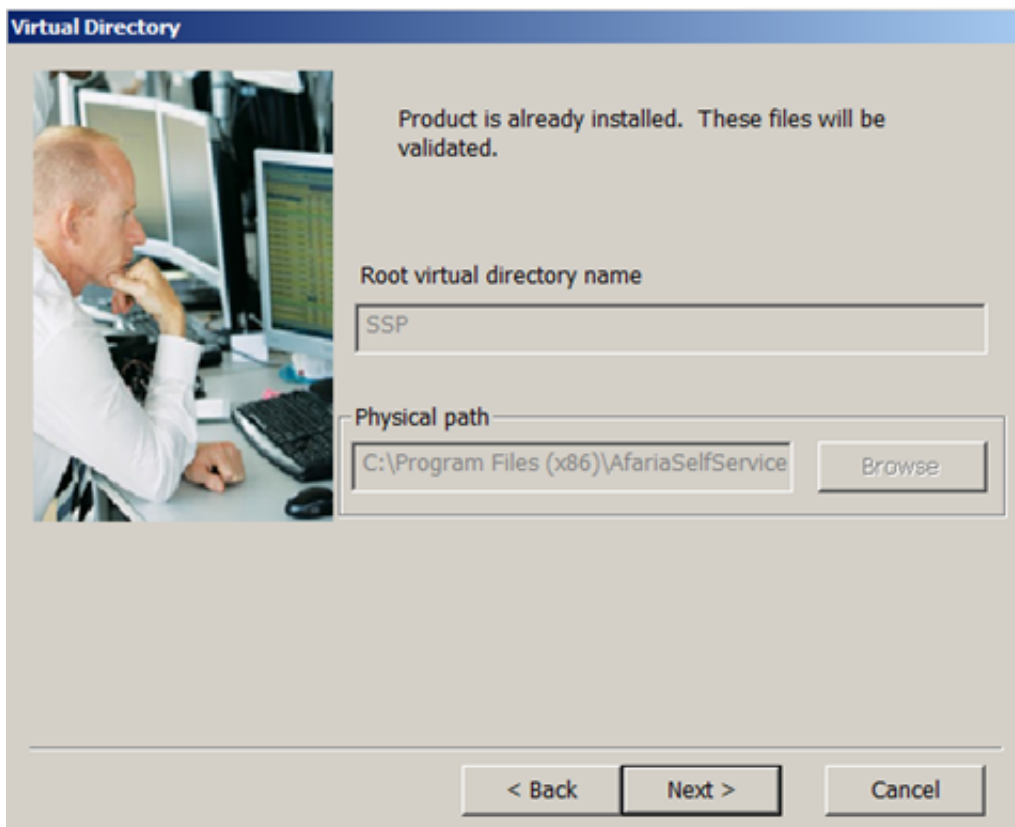 Virtual Directory
Product is already installed.  These files will be
validated.
Root virtual directory name
SSP
Physical path
C:\Program Files (x86)\AfariaSelfService
Browse
< Back
Next >
Cancel